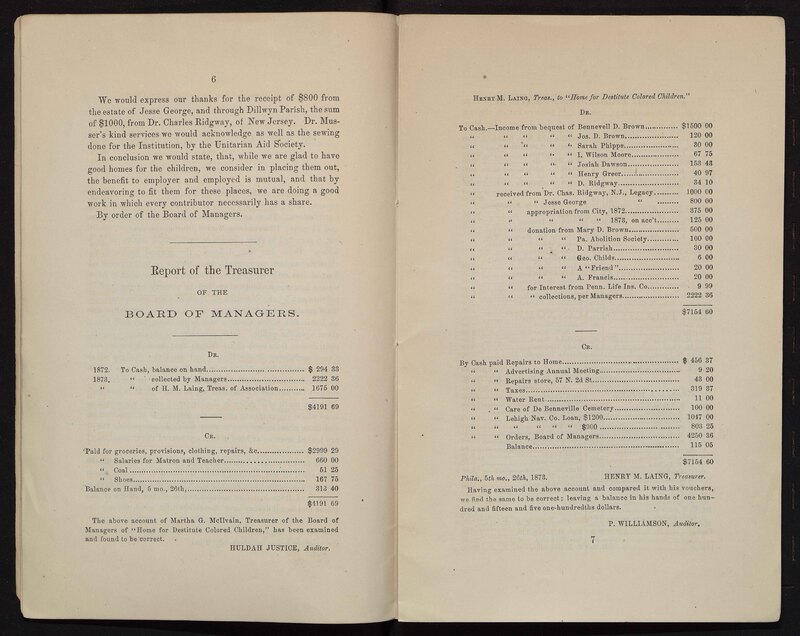 6
We would express our thanks for the receipt of $800 from
the estate of Jesse George, and through Dillwyn Parish, the sum
of $1000, from Dr. Charles Ridgway, of New Jersey. Dr. Mus-
ser's kind services we would acknowledge as well as the sewing
done for the Institution, by the Unitarian Aid Society.
In conclusion we would state, that, while we are glad to have
good homes for the children, we consider in placing them out,
the benefit to employer and employed is mutual, and that by
endeavoring to fit them for these places, we are doing a good
work in which every contributor necessarily has a share.
By order of the Board of Managers.
Report of the Treasurer
OF THE
BOARD OF MANAGERS.
DR.
1872. To Cash, balance on hand........ $ 294 33
1873, " collected by Managers........ 2222 36
" " of H. M. Laing, Treas. of Association........ 1675 00
$4191 69
CR.
Paid for groceries, provisions, clothing, repairs, &c........ $2999 29
" Salaries for Matron and Teacher........ 660 00
" Coal........ 51 25
" Shoes........ 167 75
Balance on Hand, 5 mo., 26th,........ 313 40
$4191 69
The above account of Martha G. McIlvain, Treasurer of the Board of
Managers of "Home for Destitute Colored Children," has been examined
and found to be correct.
HULDAH JUSTICE, Auditor.
HENRY M. LAING, Treas., to "Home for Destitute Colored Children."
DR.
To Cash.—Income from bequest of Bennevell D. Brown........ $1500 00
" " " " " Jos. D. Brown........ 120 00
" " " " " Sarah Phipps........ 30 00
" " " " " I. Wilson Moore........ 67 75
" " " " " Josiah Dawson........ 153 43
" " " " " Henry Greer........ 40 97
" " " " " D. Ridgway........ 34 10
" received from Dr. Chas. Ridgway, N.J., Legacy........ 1000 00
" " " Jesse George " ........ 800 00
" " appropriation from City, 1872........ 375 00
" " " " " 1873, on acc't........ 125 00
" " donation from Mary D. Brown........ 500 00
" " " " Pa. Abolition Society........ 100 00
" " " " D. Parrish........ 30 00
" " " " Geo. Childs........ 6 00
" " " " A "Friend"........ 20 00
" " " " A. Francis........ 20 00
" " for Interest from Penn. Life Ins. Co........ 9 99
" " " collections, per Managers........ 2222 36
$7154 60
CR.
By Cash paid Repairs to Home........ $ 456 37
" " Advertising Annual Meeting........ 9 20
" " Repairs store, 57 N. 2d St........ 43 00
" " Taxes........ 319 37
" " Water Rent........ 11 00
" " Care of De Benneville Cemetery........ 100 00
" " Lehigh Nav. Co. Loan, $1200........ 1047 00
" " " " " " $900........ 803 25
" " Orders, Board of Managers........ 4250 36
Balance........ 115 05
$7154 60
Phila., 5th mo., 26th, 1873. HENRY M. LAING, Treasurer.
Having examined the above account and compared it with his vouchers,
we find the same to be correct; leaving a balance in his hands of one hun-
dred and fifteen and five one-hundredths dollars.
P. WILLIAMSON, Auditor.
7